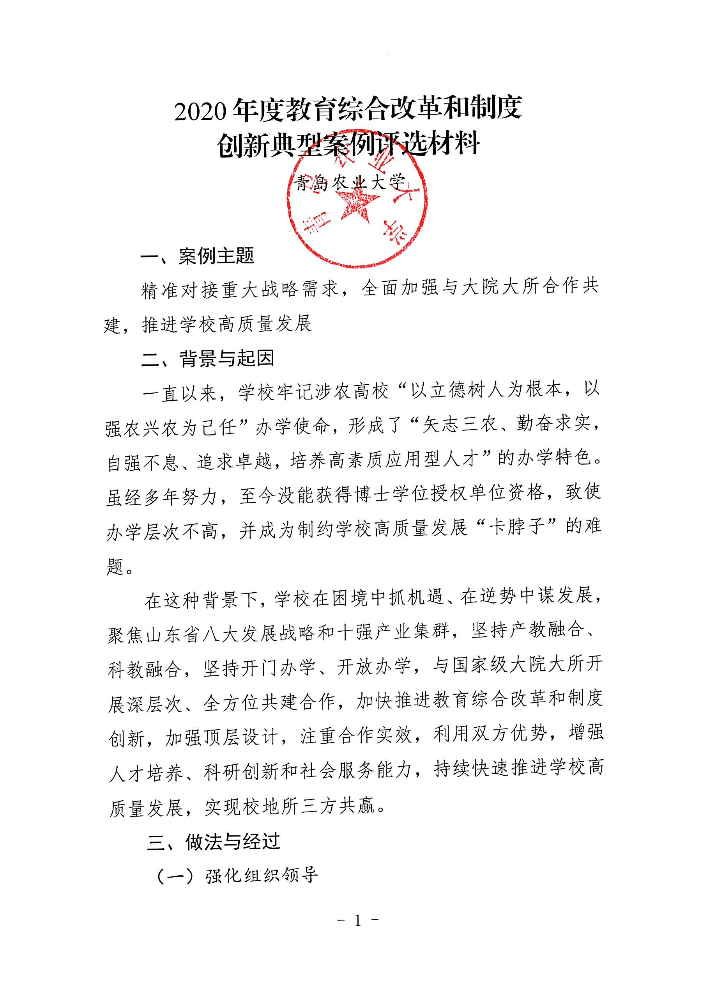 2020 年度教育综合改革和制度
创新典型案例评选材料
青岛农业大学
青岛农业大学
一、案例主题
精准对接重大战略需求，全面加强与大院大所合作共
建，推进学校高质量发展
二、背景与起因
一直以来，学校牢记涉农高校“以立德树人为根本，以
强农兴农为己任”办学使命，形成了“矢志三农、勤奋求实，
自强不息、追求卓越，培养高素质应用型人才”的办学特色。
虽经多年努力，至今没能获得博士学位授权单位资格，致使
办学层次不高，并成为制约学校高质量发展“卡脖子”的难
题。
在这种背景下，学校在困境中抓机遇、在逆势中谋发展，
聚焦山东省八大发展战略和十强产业集群，坚持产教融合、
科教融合，坚持开门办学、开放办学，与国家级大院大所开
展深层次、全方位共建合作，加快推进教育综合改革和制度
创新，加强顶层设计，注重合作实效，利用双方优势，增强
人才培养、科研创新和社会服务能力，持续快速推进学校高
质量发展，实现校地所三方共赢。
三、做法与经过
（一）强化组织领导
- 1 -